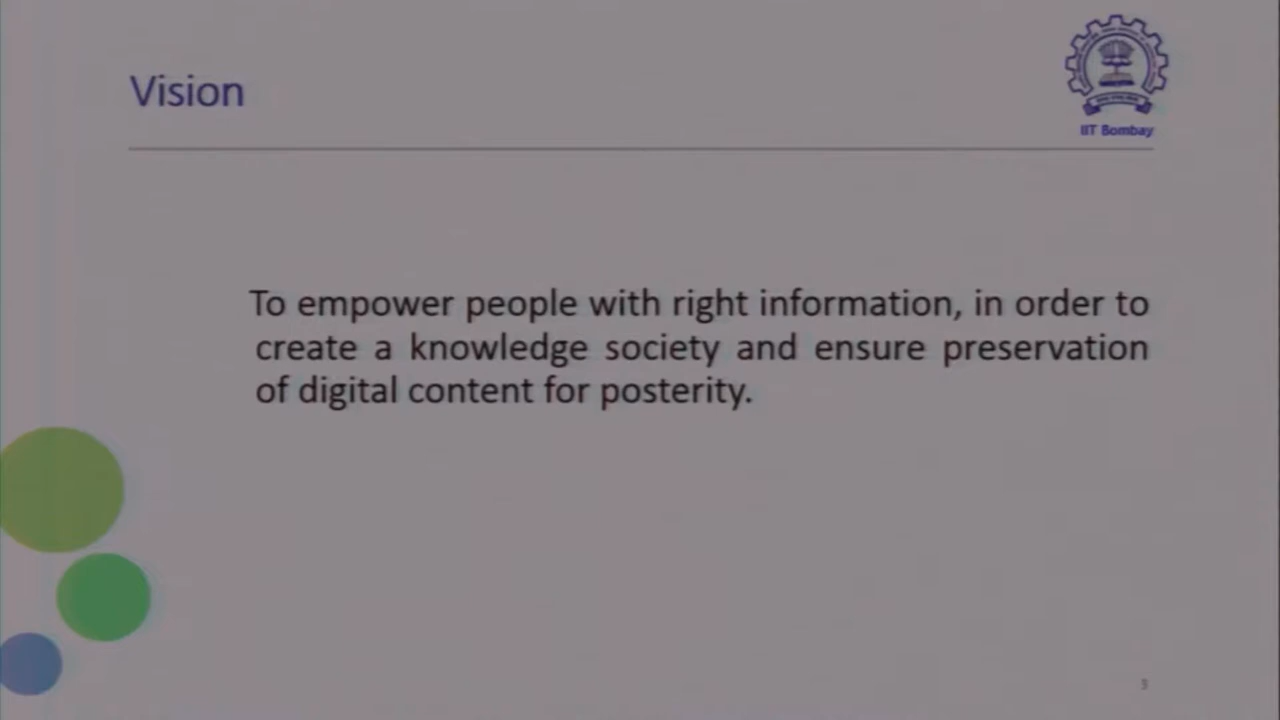 Vision
IIT Bombay
To empower people with right information, in order to
create a knowledge society and ensure preservation
of digital content for posterity.
3